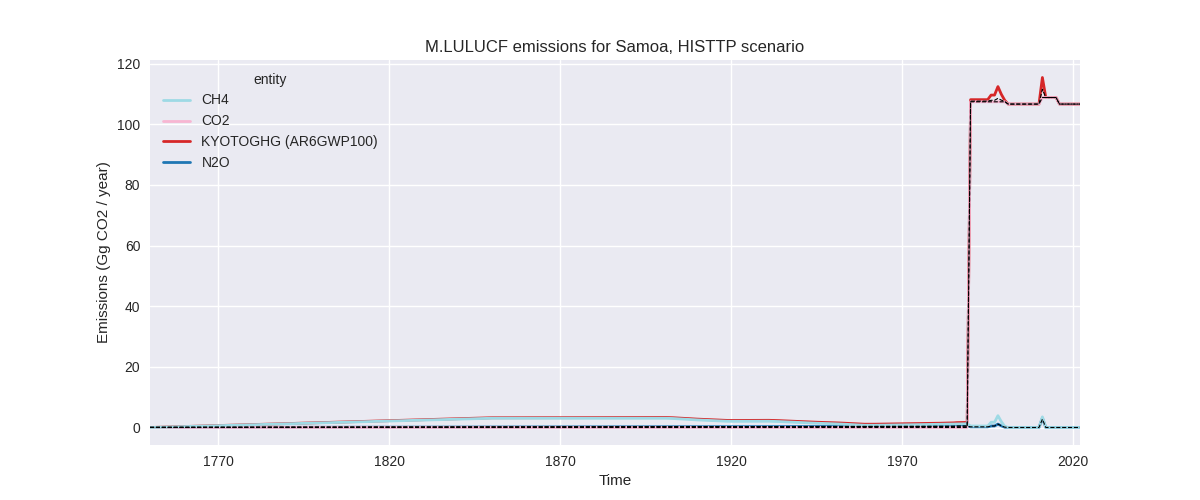 M.LULUCF emissions for Samoa, HISTTP scenario
120
100
80
60
40
20
0
Emissions (Gg CO2 / year)
entity
CH4
CO2
KYOTOGHG (AR6GWP100)
N2O
1770
1820
1870
1920
1970
2020
Time